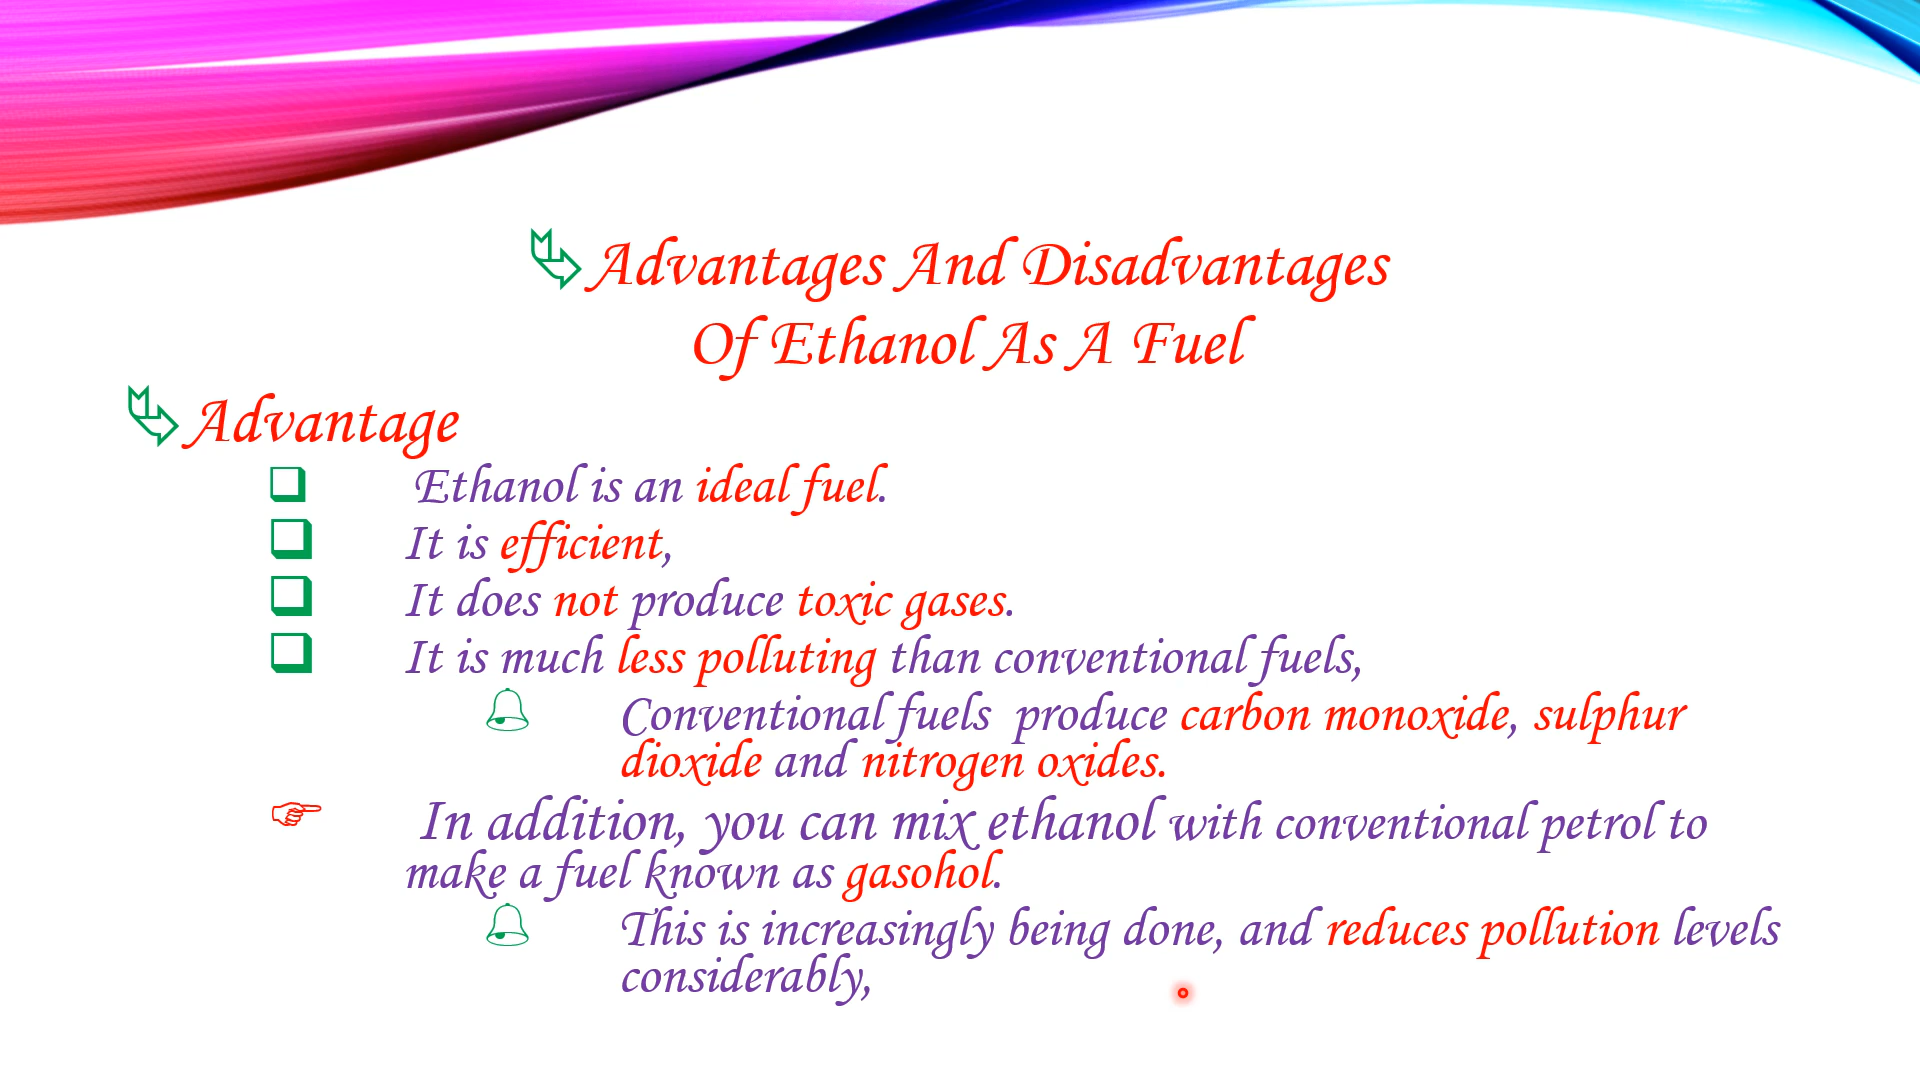 Advantages And Disadvantages
Of Ethanol As A Fuel
Advantage
Ethanol is an ideal fuel.
It is efficient,
It does not produce toxic gases.
It is much less polluting than conventional fuels,
Conventional fuels produce carbon monoxide, sulphur
dioxide and nitrogen oxides.
In addition, you can mix ethanol with conventional petrol to
make a fuel known as gasohol.
This is increasingly being done, and reduces pollution levels
considerably,